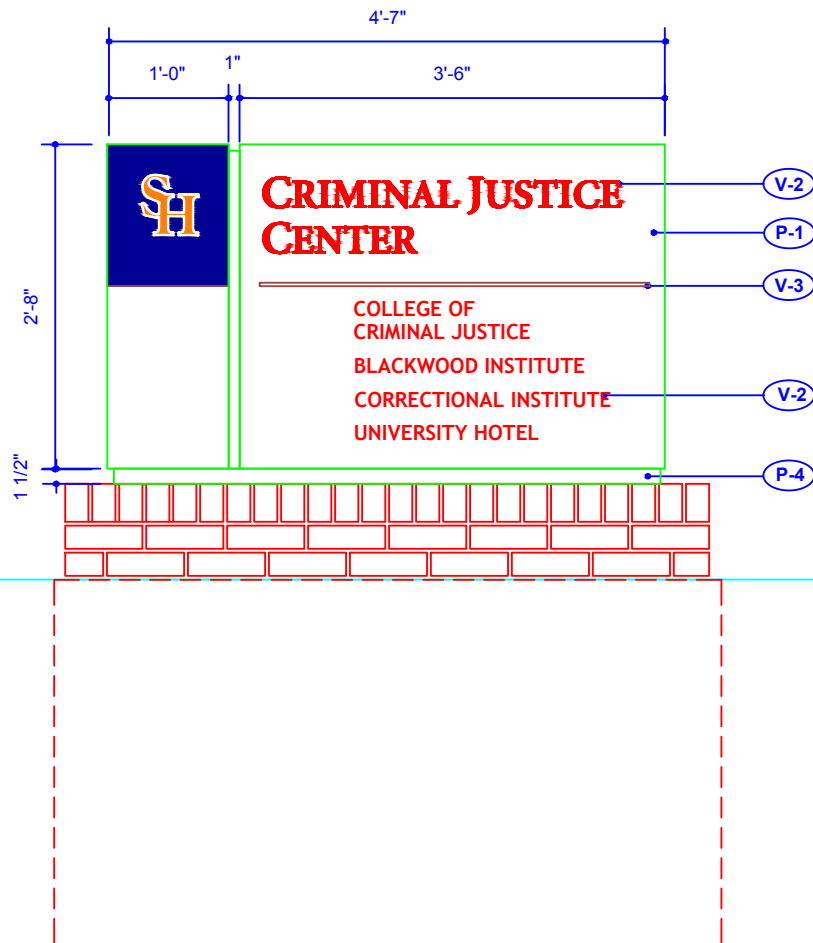 4'-7"
1'-0"
1"
3'-6"
2'-8"
1 1/2"
SH
CRIMINAL JUSTICE
CENTER
COLLEGE OF
CRIMINAL JUSTICE
BLACKWOOD INSTITUTE
CORRECTIONAL INSTITUTE
UNIVERSITY HOTEL
V-2
P-1
V-3
V-2
P-4